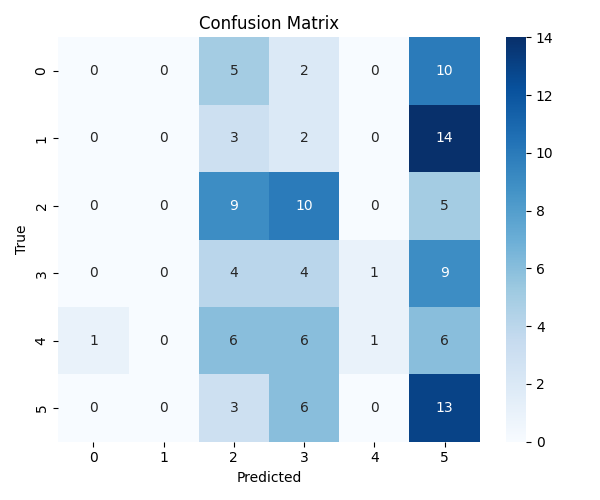 Confusion Matrix
0 0 0 5 2 0 10
1 0 0 3 2 0 14
2 0 0 9 10 0 5
3 0 0 4 4 1 9
4 1 0 6 6 1 6
5 0 0 3 6 0 13
0 1 2 3 4 5
Predicted
True
14
12
10
8
6
4
2
0